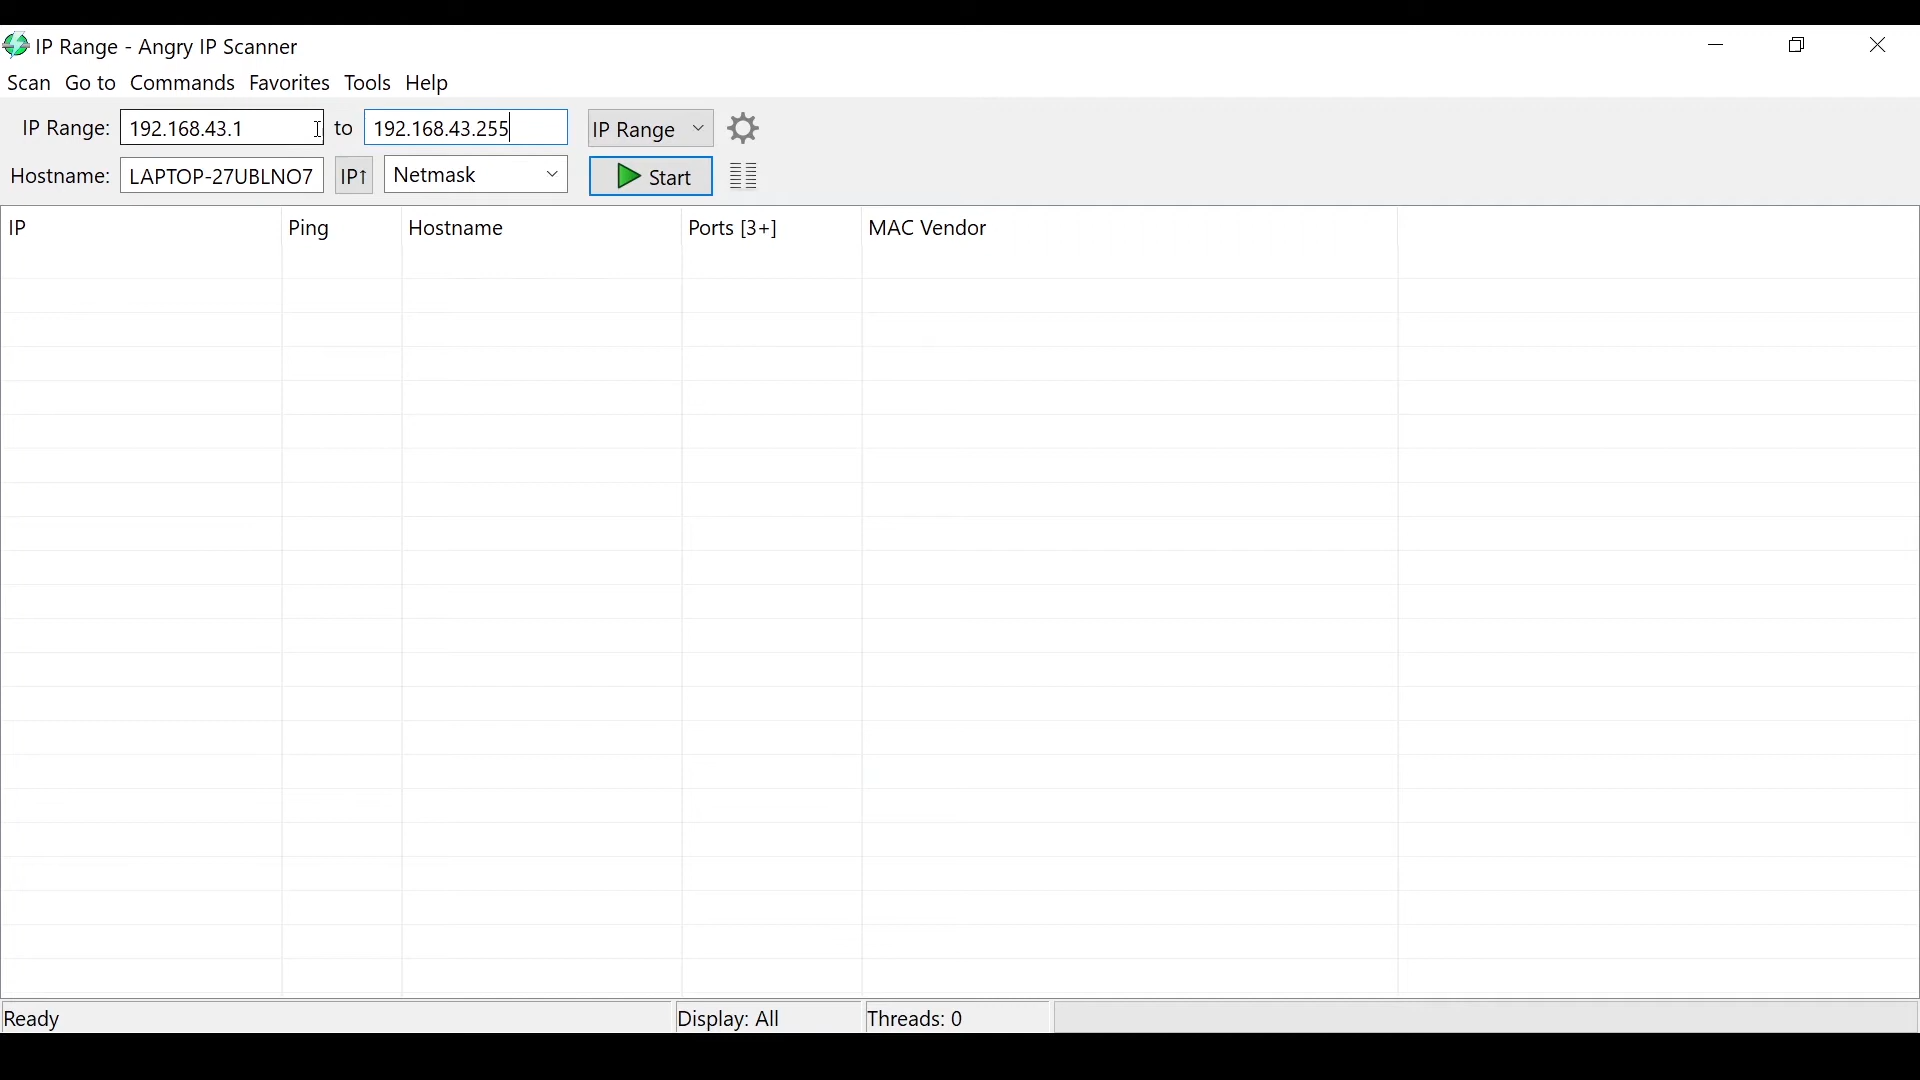 IP Range - Angry IP Scanner
Scan Go to Commands Favorites Tools Help
IP Range: 192.168.43.1 to 192.168.43.255 IP Range
Hostname: LAPTOP-27UBLNO7 IP↑ Netmask Start
IP Ping Hostname Ports [3+] MAC Vendor
Ready Display: All Threads: 0